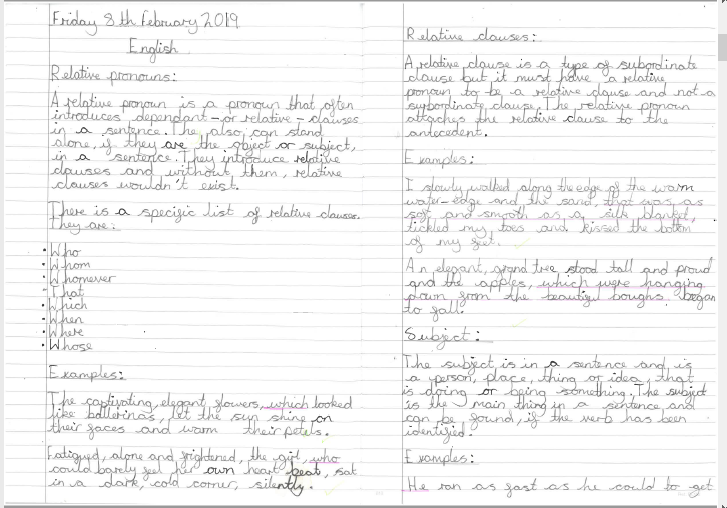 Friday 8th February 2019
English
Relative pronouns:
A relative pronoun is a pronoun that often
introduces dependant - or relative - clauses
in a sentence. The also, can stand
alone, if they are the object or subject,
in a sentence. They introduce relative
clauses and without them, relative
clauses wouldn't exist.
There is a specific list of relative clauses.
They are:
• Who
• Whom
• Whomever
• That
• Which
• When
• Where
• Whose
Examples:
The captivating, elegant flowers, which looked
like ballerinas, let the sun shine on
their faces and warm their petels.
Fatigued, alone and frightened, the girl, who
could barely feel her own heart beat, sat
in a dark, cold corner, silently.
Relative clauses:
A relative clause is a type of subordinate
clause but it must have a relative
pronoun to be a relative clause and not a
subordinate clause. The relative pronoun
attaches the relative clause to the
antecedent.
Examples:
I slowly walked along the edge of the warm
water-edge and the sand, that was as
soft and smooth as a silk blanket,
tickled my toes and kissed the bottom
of my feet.
An elegant, grand tree stood tall and proud
and the apples, which were hanging
down from the beautiful boughs, began
to fall.
Subject:
The subject is in a sentence and is
a person, place, thing or idea, that
is doing or being something. The subject
is the main thing in a sentence and
can be found, if the verb has been
identified.
Examples:
He ran as fast as he could to get